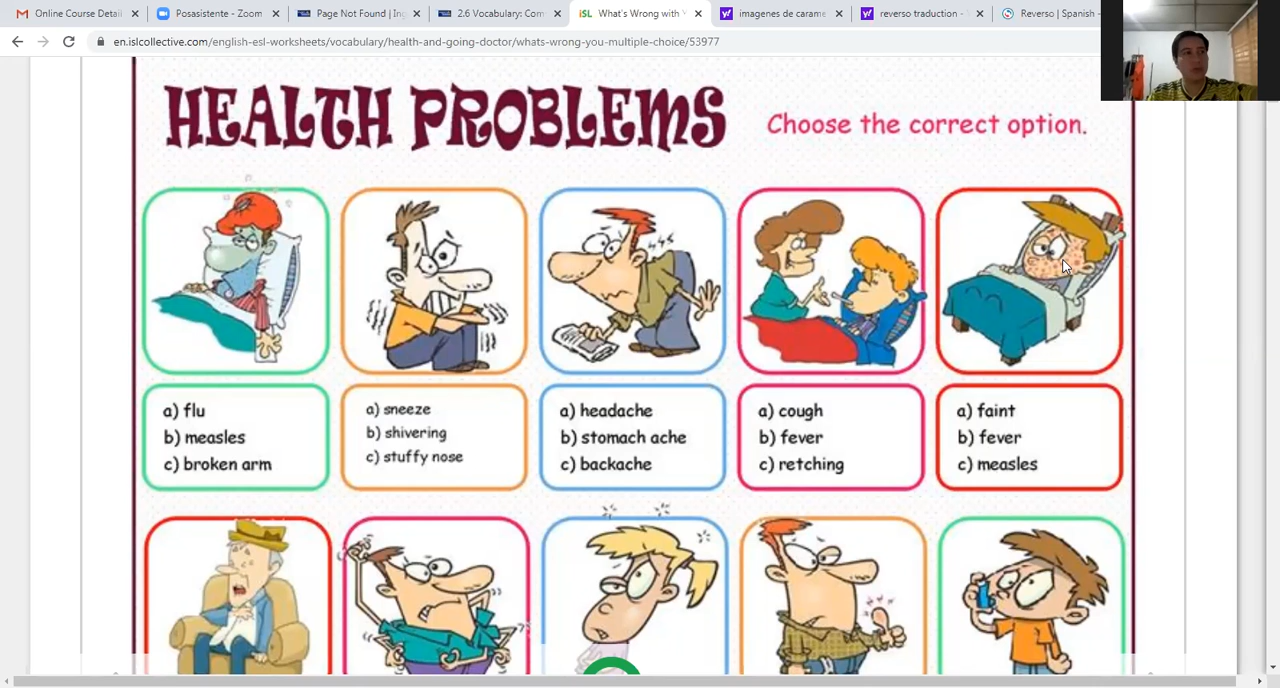 Online Course Detail
Posasistente - Zoom
Page Not Found | In
2.6 Vocabulary: Com
iSL What's Wrong with
imagenes de carame
reverso traduction -
Reverso | Spanish -
en.islcollective.com/english-esl-worksheets/vocabulary/health-and-going-doctor/whats-wrong-you-multiple-choice/53977
HEALTH PROBLEMS
Choose the correct option.
a) flu
b) measles
c) broken arm
a) sneeze
b) shivering
c) stuffy nose
a) headache
b) stomach ache
c) backache
a) cough
b) fever
c) retching
a) faint
b) fever
c) measles